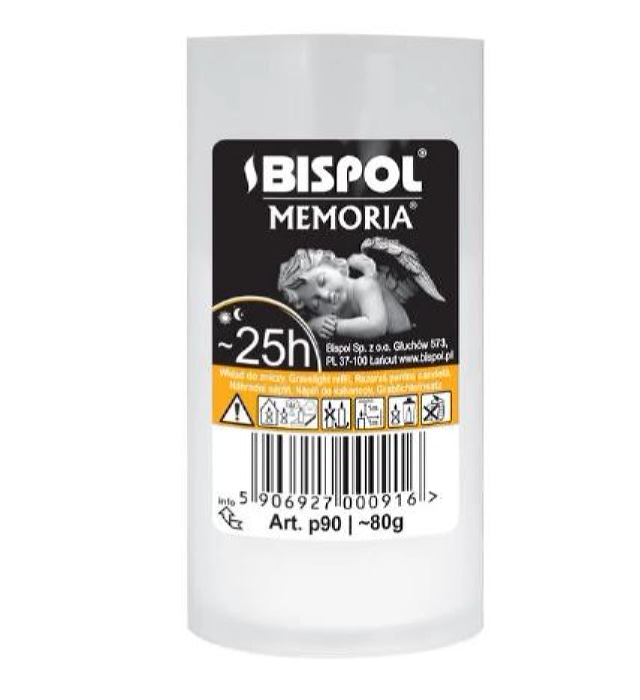 BISPOL®
MEMORIA®
~25h
Bispol Sp. z o.o. Głuchów 573,
PL 37-100 Łańcut www.bispol.pl
Wkład do zniczy. Gravelight refill. Rezervă pentru candelă.
Náhradná náplň. Náplň do kahancov. Grablichteinsatz
info 5 906927 000916 >
Art. p90 | ~80g